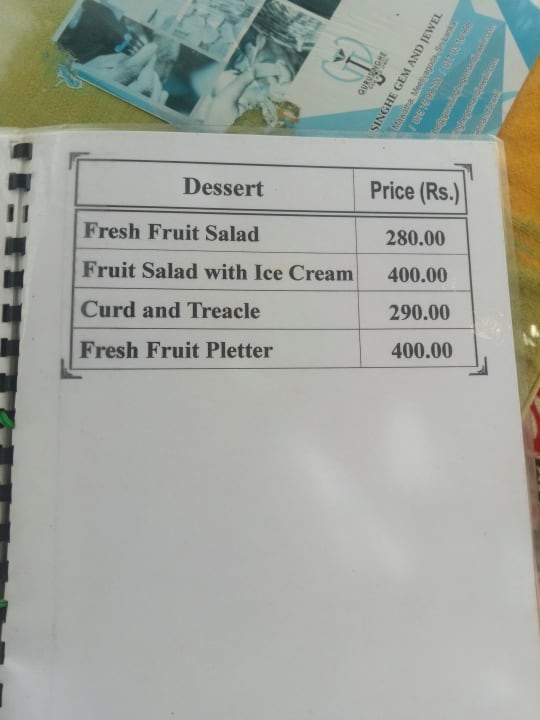 SINGHE GEM AND JEWEL
Dessert Price (Rs.)
Fresh Fruit Salad 280.00
Fruit Salad with Ice Cream 400.00
Curd and Treacle 290.00
Fresh Fruit Pletter 400.00